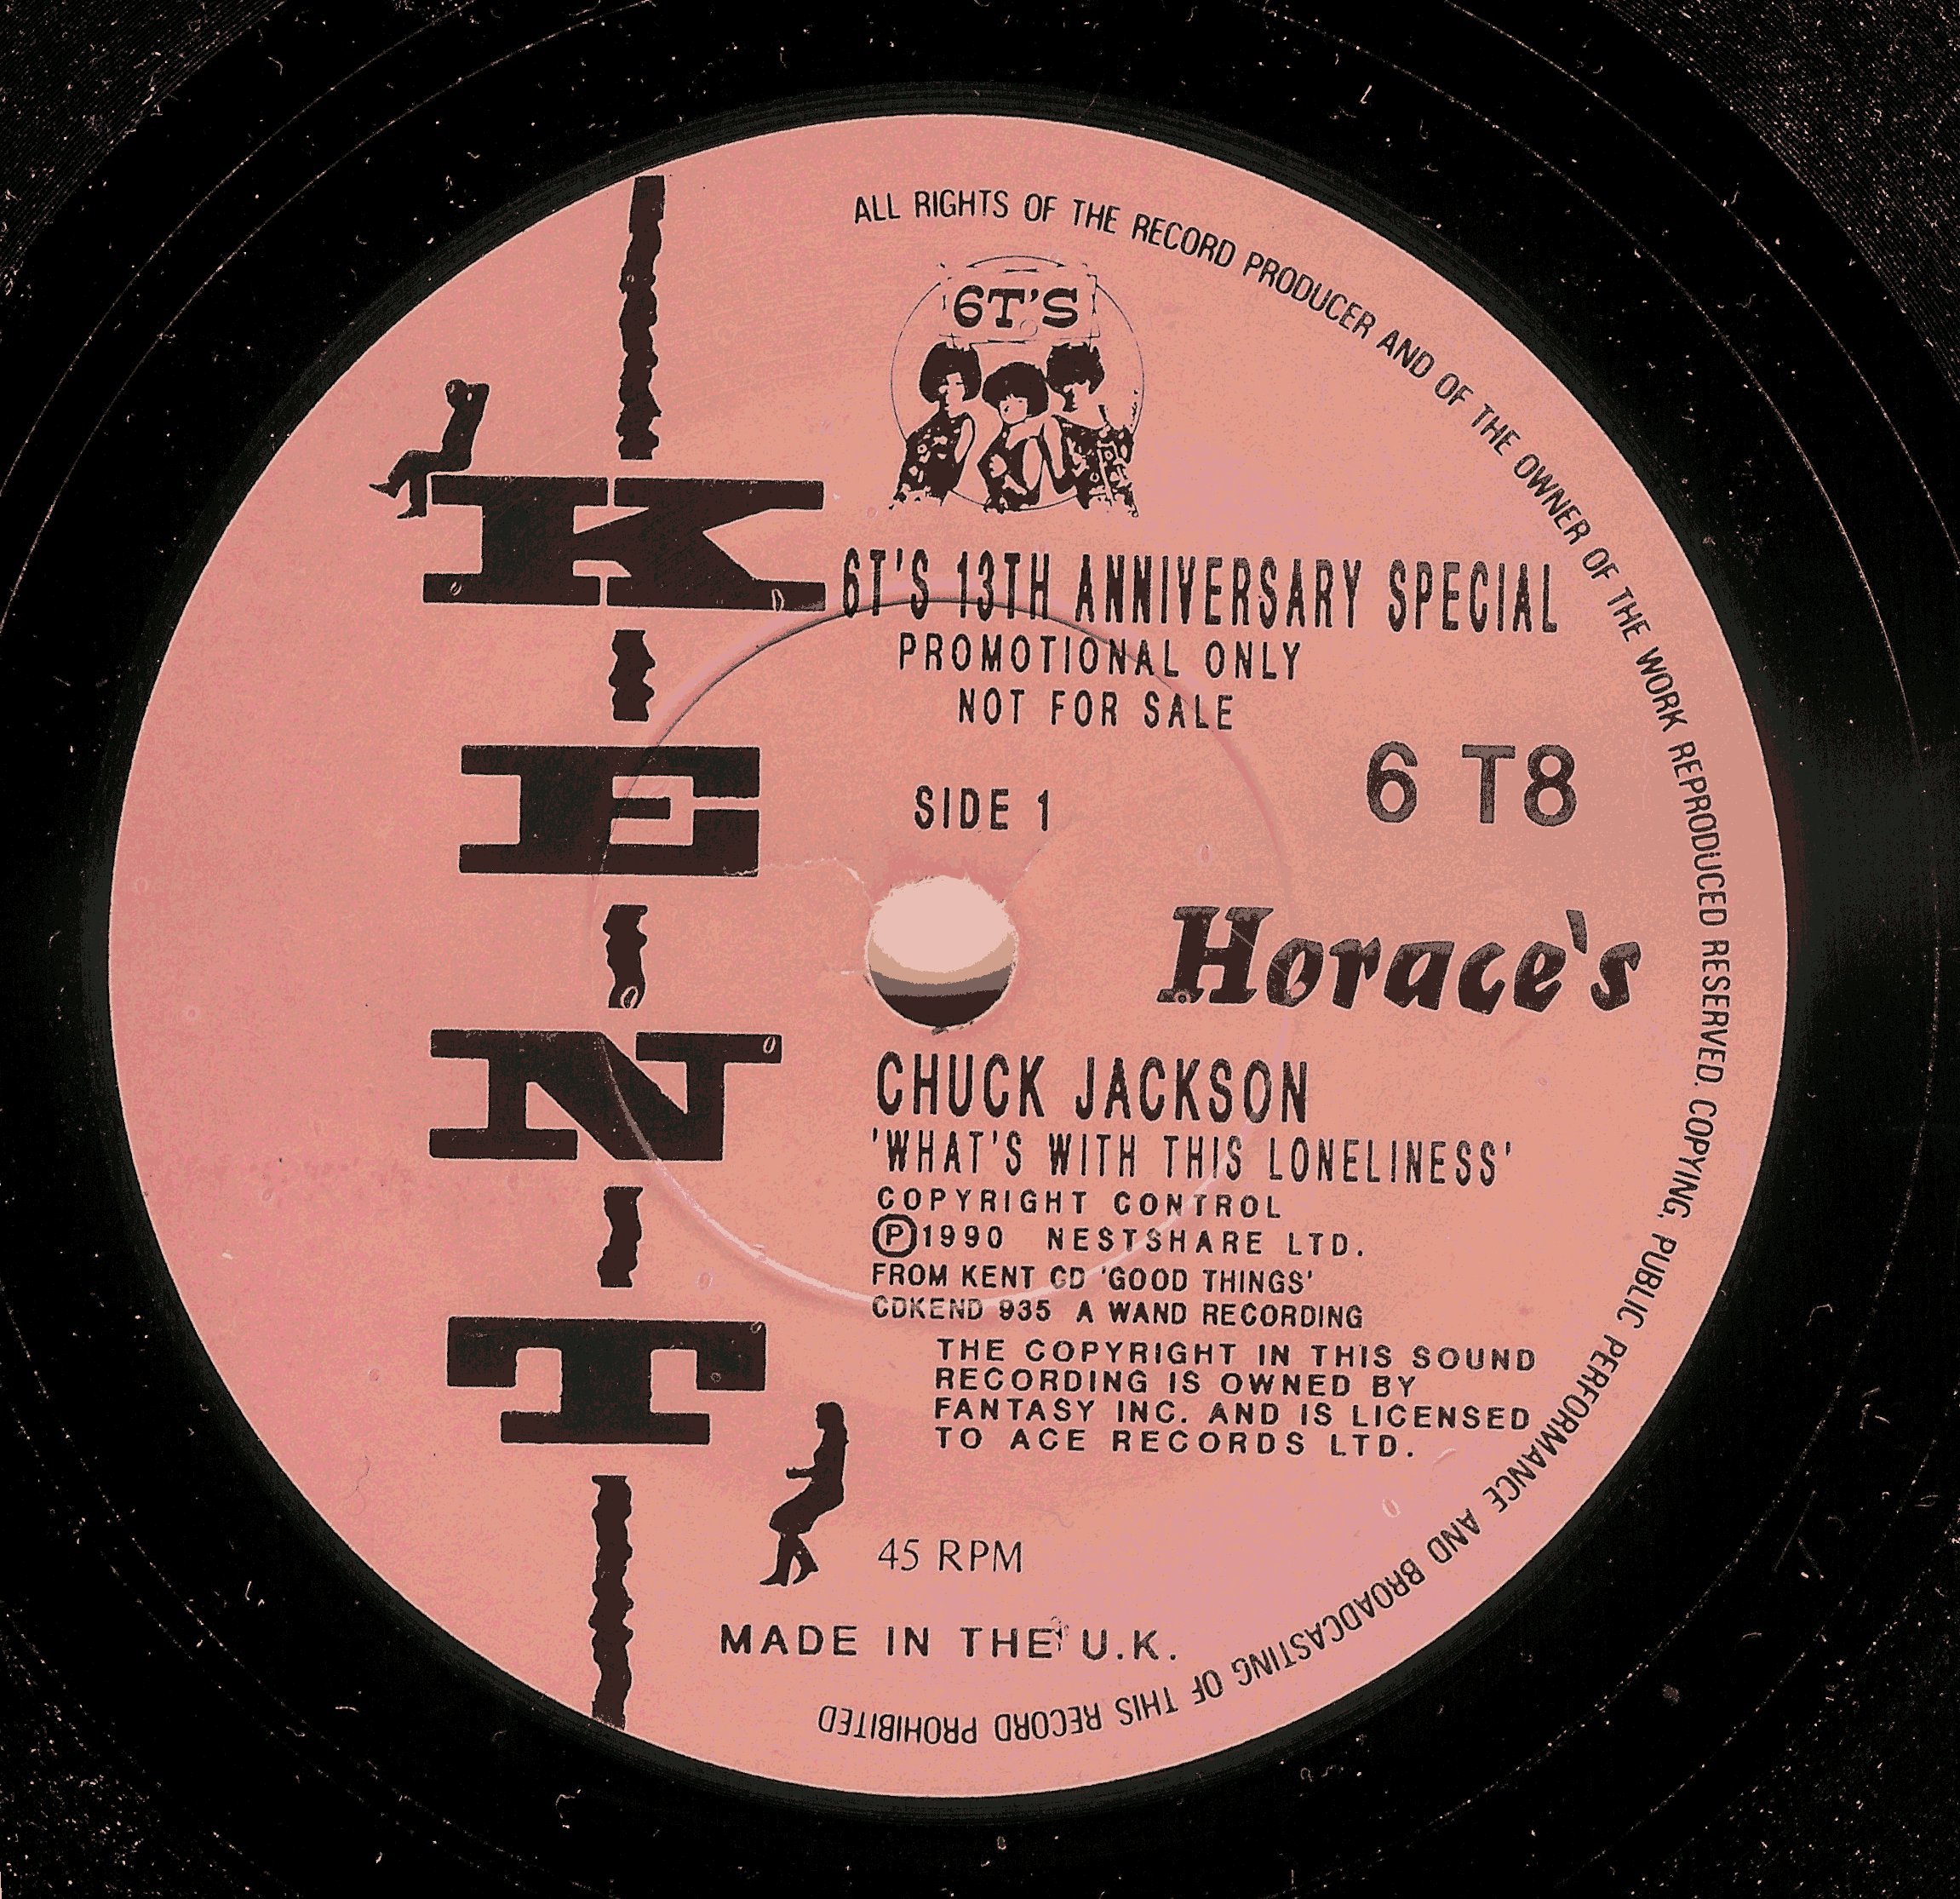 ALL RIGHTS OF THE RECORD PRODUCER AND OF THE OWNER OF THE WORK REPRODUCED RESERVED. COPYING, PUBLIC PERFORMANCE AND BROADCASTING OF THIS RECORD PROHIBITED
6T'S
KENT
6T'S 13TH ANNIVERSARY SPECIAL
PROMOTIONAL ONLY
NOT FOR SALE
SIDE 1
6 T8
Horace's
CHUCK JACKSON
'WHAT'S WITH THIS LONELINESS'
COPYRIGHT CONTROL
Ⓟ1990 NESTSHARE LTD.
FROM KENT CD 'GOOD THINGS'
CDKEND 935 A WAND RECORDING
THE COPYRIGHT IN THIS SOUND
RECORDING IS OWNED BY
FANTASY INC. AND IS LICENSED
TO ACE RECORDS LTD.
45 RPM
MADE IN THE U.K.